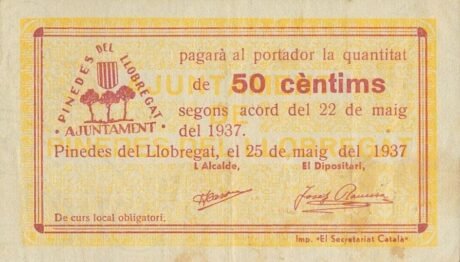 PINEDES DEL LLOBREGAT
· AJUNTAMENT ·
pagarà al portador la quantitat
de 50 cèntims
segons acord del 22 de maig
del 1937.
Pinedes del Llobregat, el 25 de maig del 1937
L Alcalde, El Dipositari,
De curs local obligatori.
Imp. «El Secretariat Català»